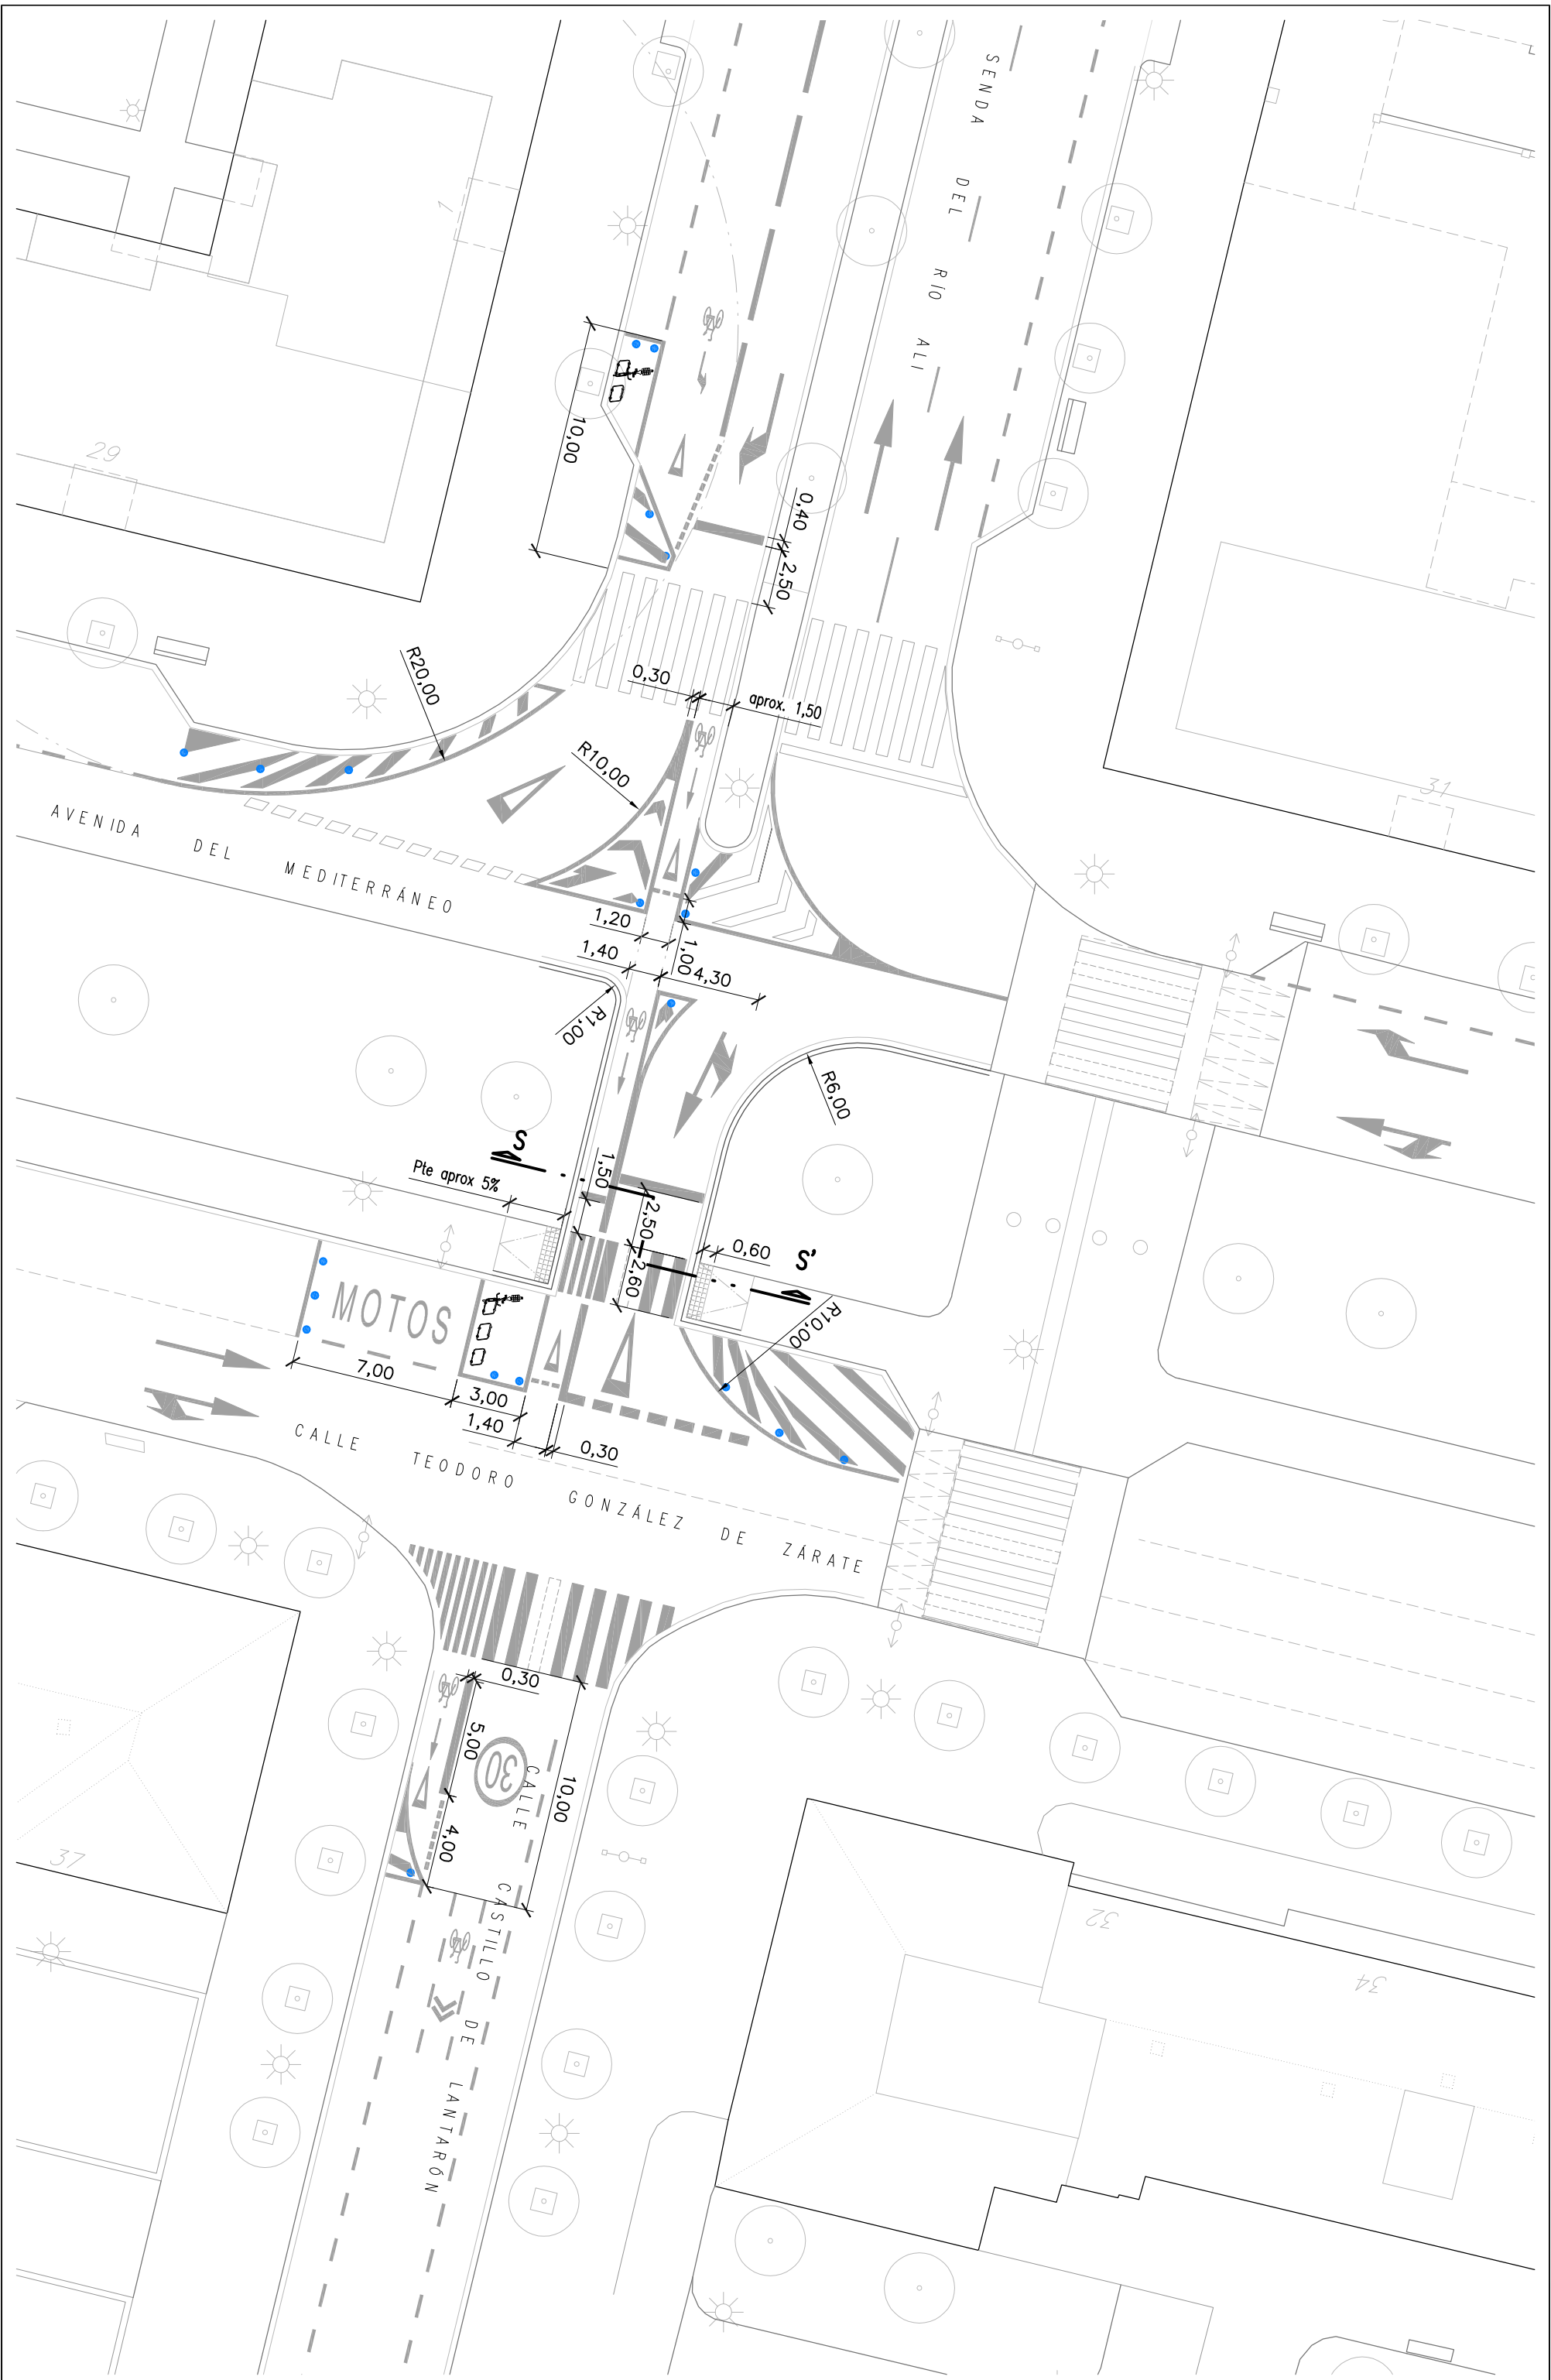 SENDA DEL RÍO ALI
1
29
10,00
0,40
2,50
R20,00
0,30
aprox. 1,50
R10,00
31
AVENIDA DEL MEDITERRÁNEO
1,20
1,40
1,00
4,30
R1,00
R6,00
S
Pte aprox 5%
1,50
2,50
0,60
S'
2,60
R10,00
MOTOS
7,00
3,00
1,40
0,30
CALLE TEODORO GONZÁLEZ DE ZÁRATE
0,30
5,00
30
10,00
4,00
CALLE CASTILLO DE LANTARÓN
37
32
34